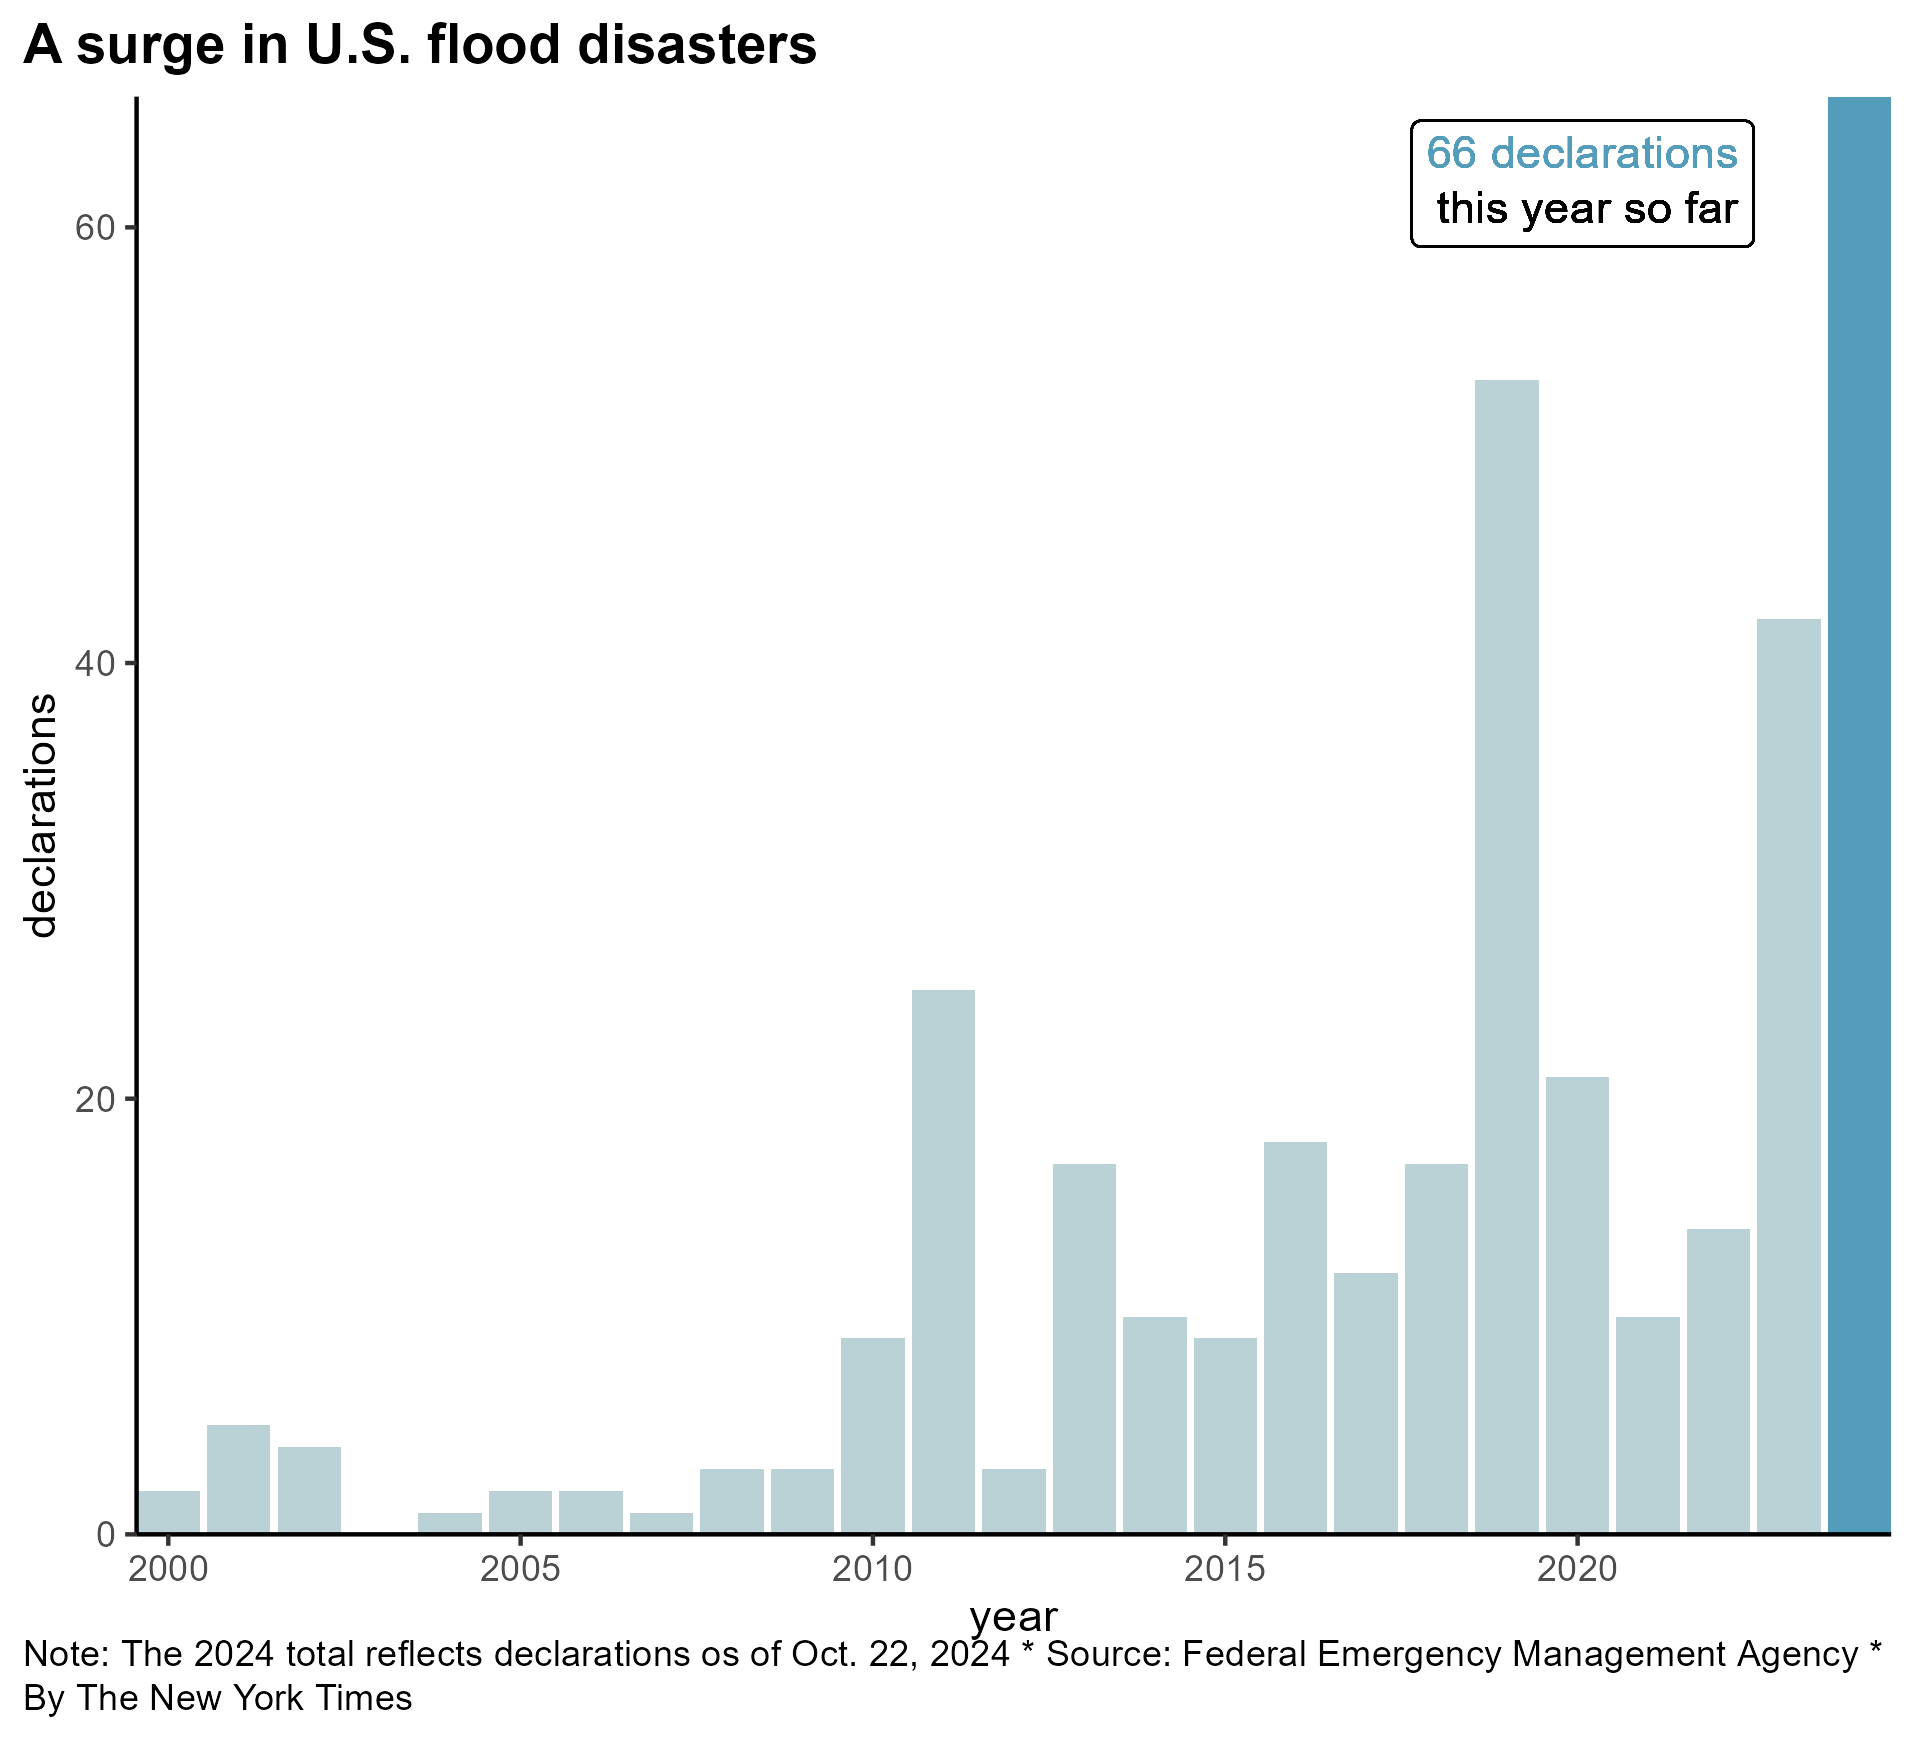 A surge in U.S. flood disasters
66 declarations
this year so far
60
40
20
0
declarations
2000 2005 2010 2015 2020
year
Note: The 2024 total reflects declarations os of Oct. 22, 2024 * Source: Federal Emergency Management Agency *
By The New York Times